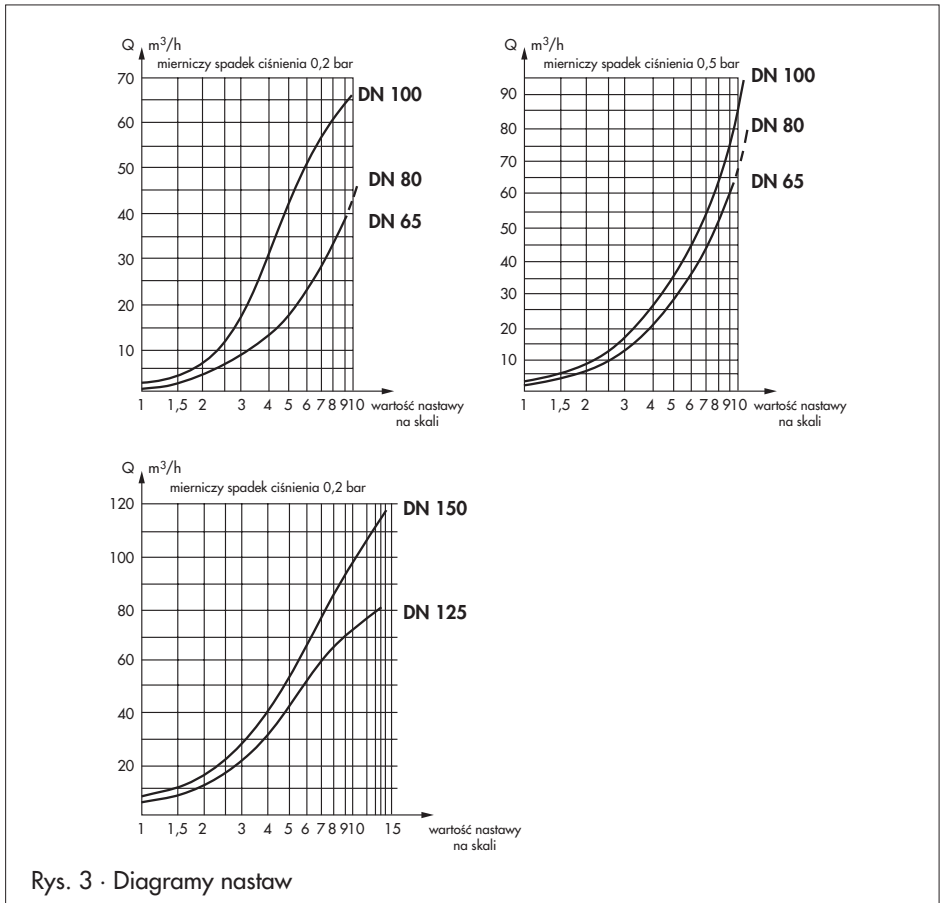 Q m³/h
mierniczy spadek ciśnienia 0,2 bar
70
60
50
40
30
20
10
DN 100
DN 80
DN 65
1 1,5 2 3 4 5 6 7 8 9 10 wartość nastawy
na skali
Q m³/h
mierniczy spadek ciśnienia 0,5 bar
90
80
70
60
50
40
30
20
10
DN 100
DN 80
DN 65
1 1,5 2 3 4 5 6 7 8 9 10 wartość nastawy
na skali
Q m³/h
mierniczy spadek ciśnienia 0,2 bar
120
100
80
60
40
20
DN 150
DN 125
1 1,5 2 3 4 5 6 7 8 9 10 15 wartość nastawy
na skali
Rys. 3 · Diagramy nastaw